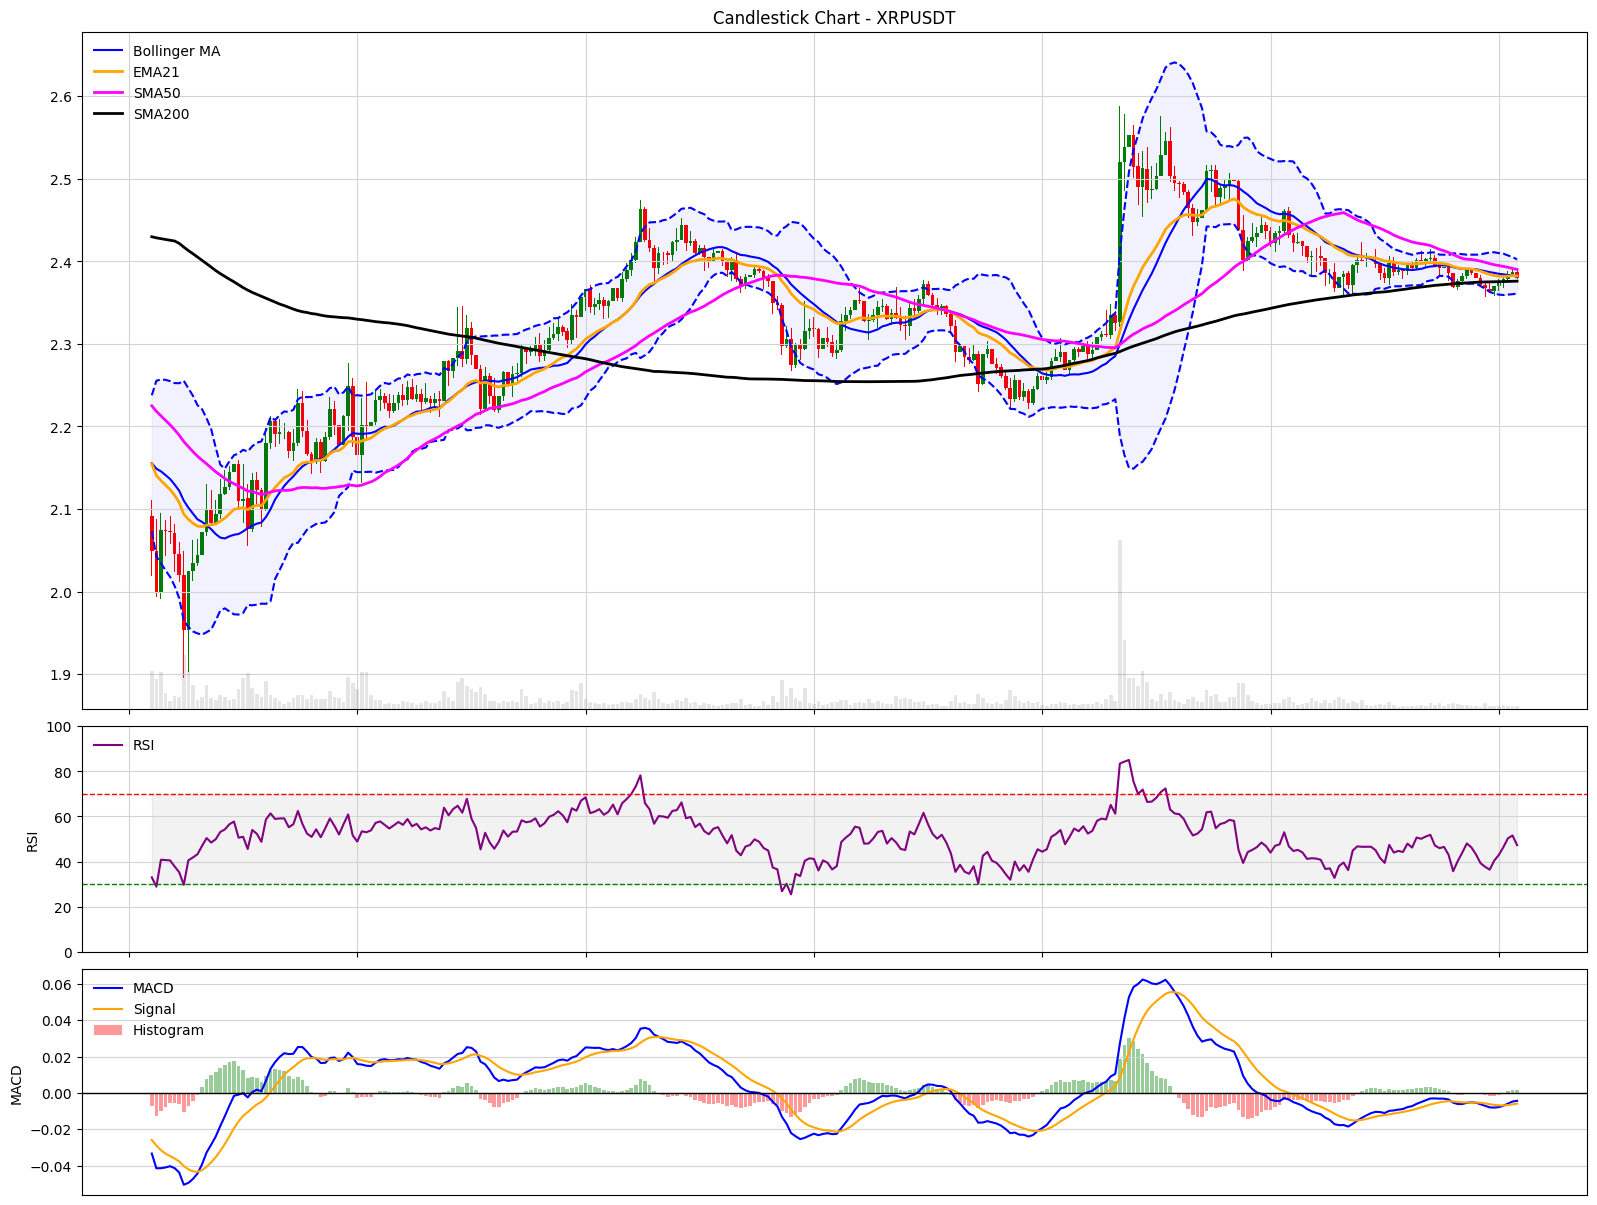 Candlestick Chart - XRPUSDT
Bollinger MA
EMA21
SMA50
SMA200
2.6
2.5
2.4
2.3
2.2
2.1
2.0
1.9
RSI
100
80
60
40
20
0
RSI
MACD
Signal
Histogram
0.06
0.04
0.02
0.00
−0.02
−0.04
MACD